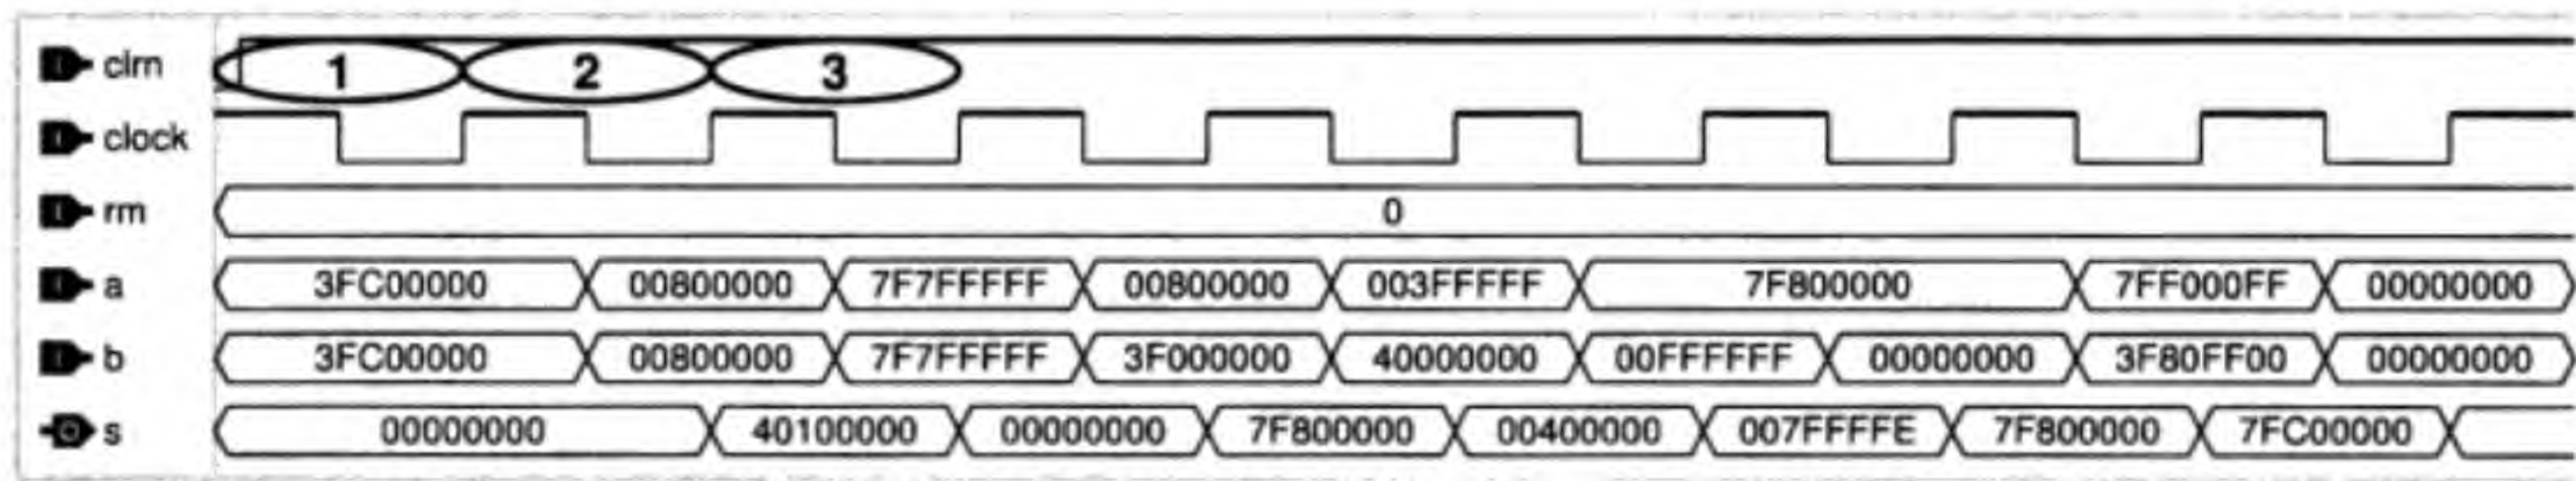 clrn 1 2 3
clock
rm 0
a 3FC00000 00800000 7F7FFFFF 00800000 003FFFFF 7F800000 7FF000FF 00000000
b 3FC00000 00800000 7F7FFFFF 3F000000 40000000 00FFFFFF 00000000 3F80FF00 00000000
s 00000000 40100000 00000000 7F800000 00400000 007FFFFE 7F800000 7FC00000